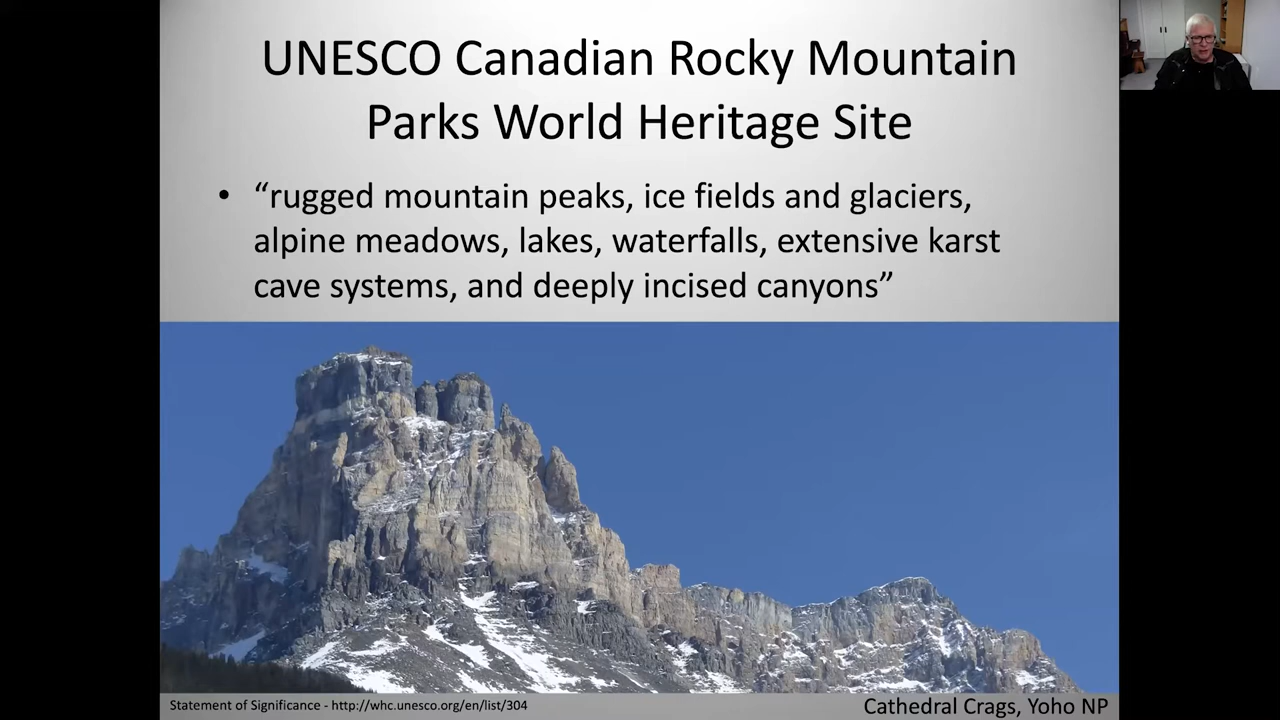 UNESCO Canadian Rocky Mountain
Parks World Heritage Site
• “rugged mountain peaks, ice fields and glaciers,
alpine meadows, lakes, waterfalls, extensive karst
cave systems, and deeply incised canyons”
Statement of Significance - http://whc.unesco.org/en/list/304
Cathedral Crags, Yoho NP